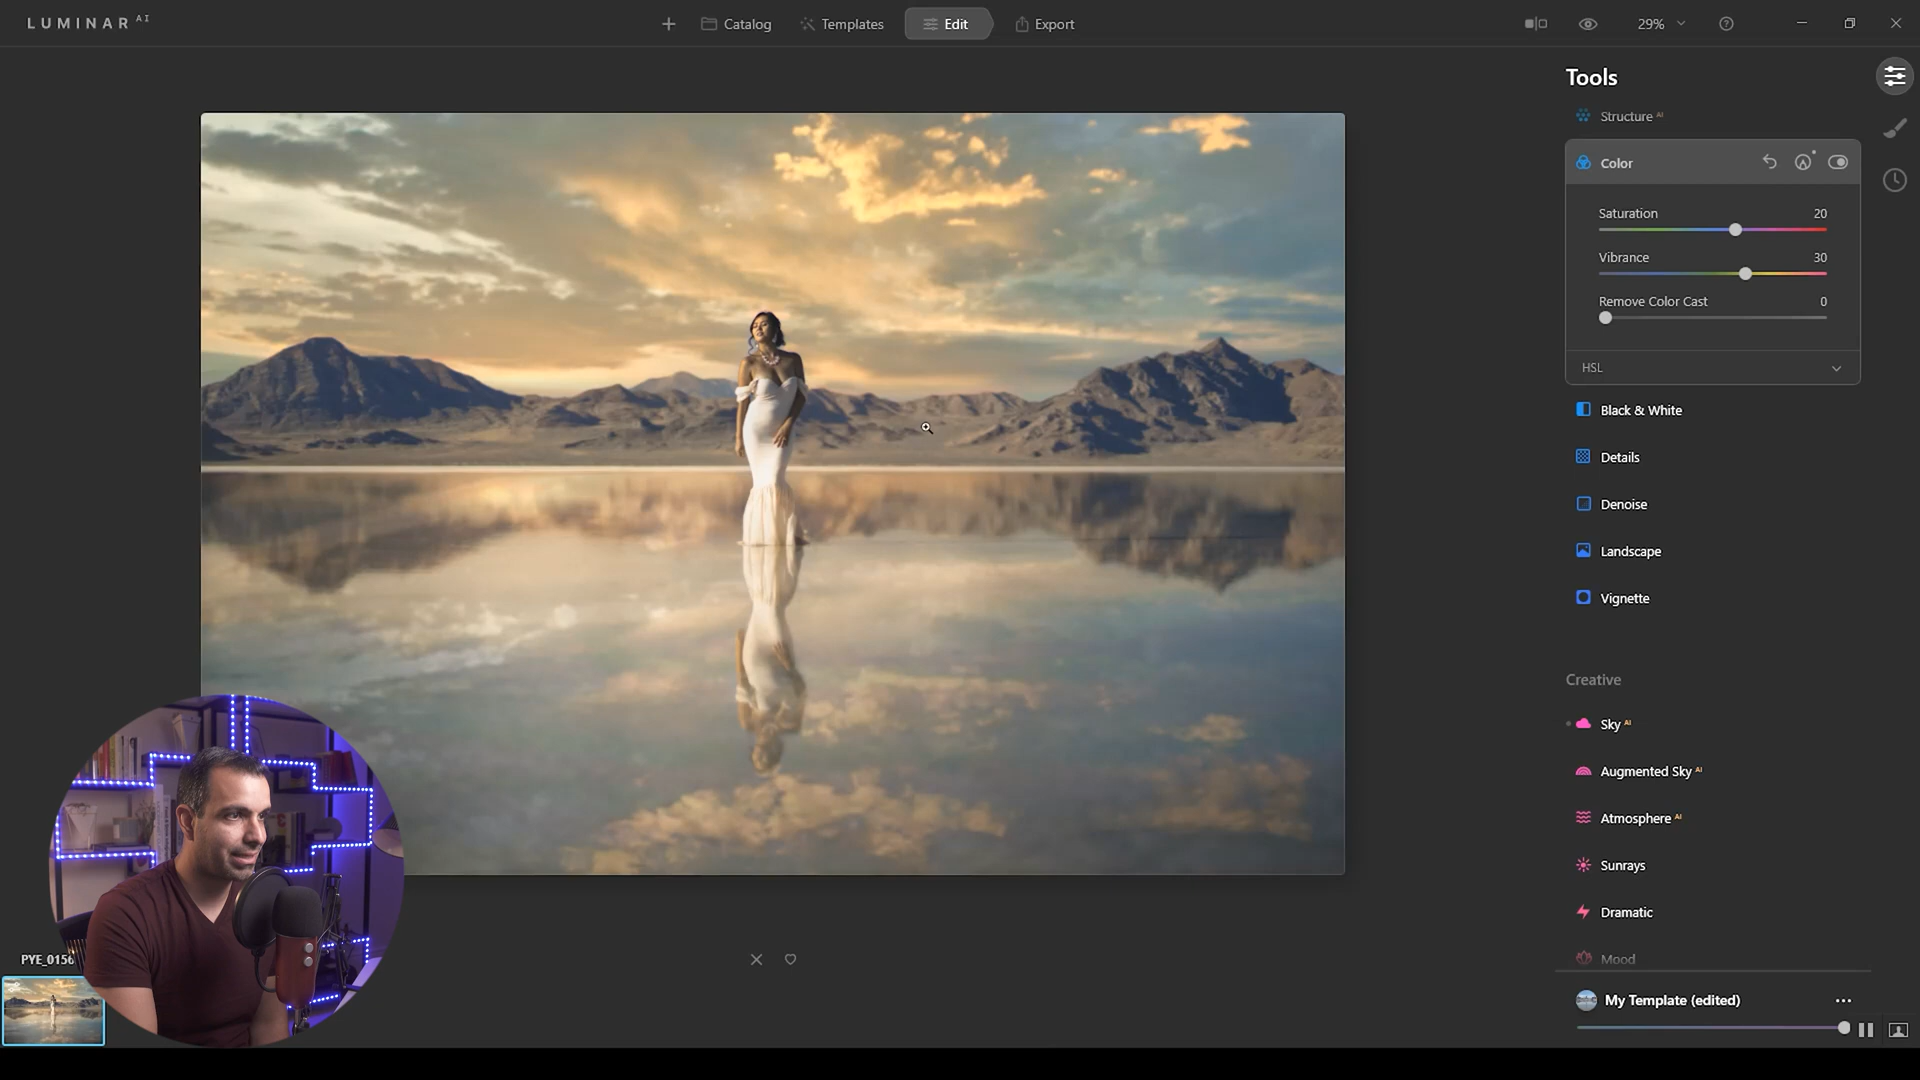 LUMINAR AI
Catalog
Templates
Edit
Export
29%
Tools
Structure AI
Color
Saturation 20
Vibrance 30
Remove Color Cast 0
HSL
Black & White
Details
Denoise
Landscape
Vignette
Creative
Sky AI
Augmented Sky AI
Atmosphere AI
Sunrays
Dramatic
Mood
PYE_0156
My Template (edited)